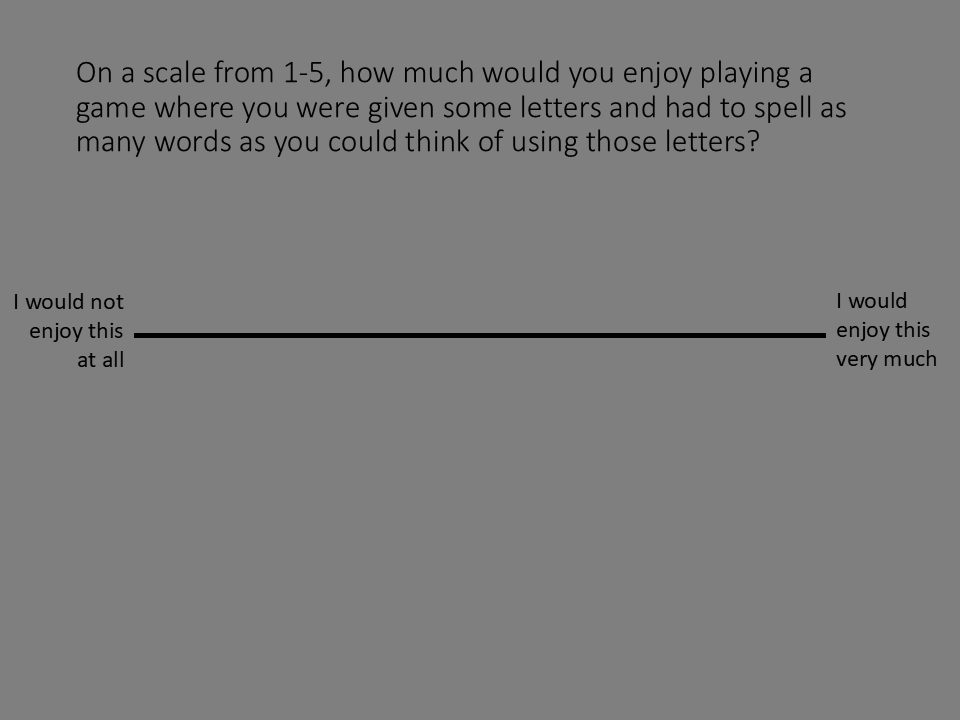 On a scale from 1-5, how much would you enjoy playing a
game where you were given some letters and had to spell as
many words as you could think of using those letters?
I would not
enjoy this
at all
I would
enjoy this
very much